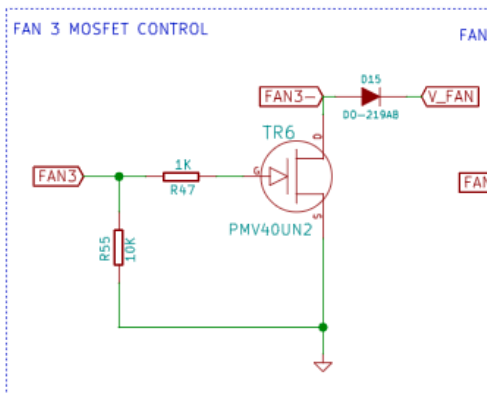 FAN 3 MOSFET CONTROL
FAN
D15
FAN3-
V_FAN
DO-219AB
TR6
D
1K
G
FAN3
R47
FAN
S
PMV40UN2
R55
10K